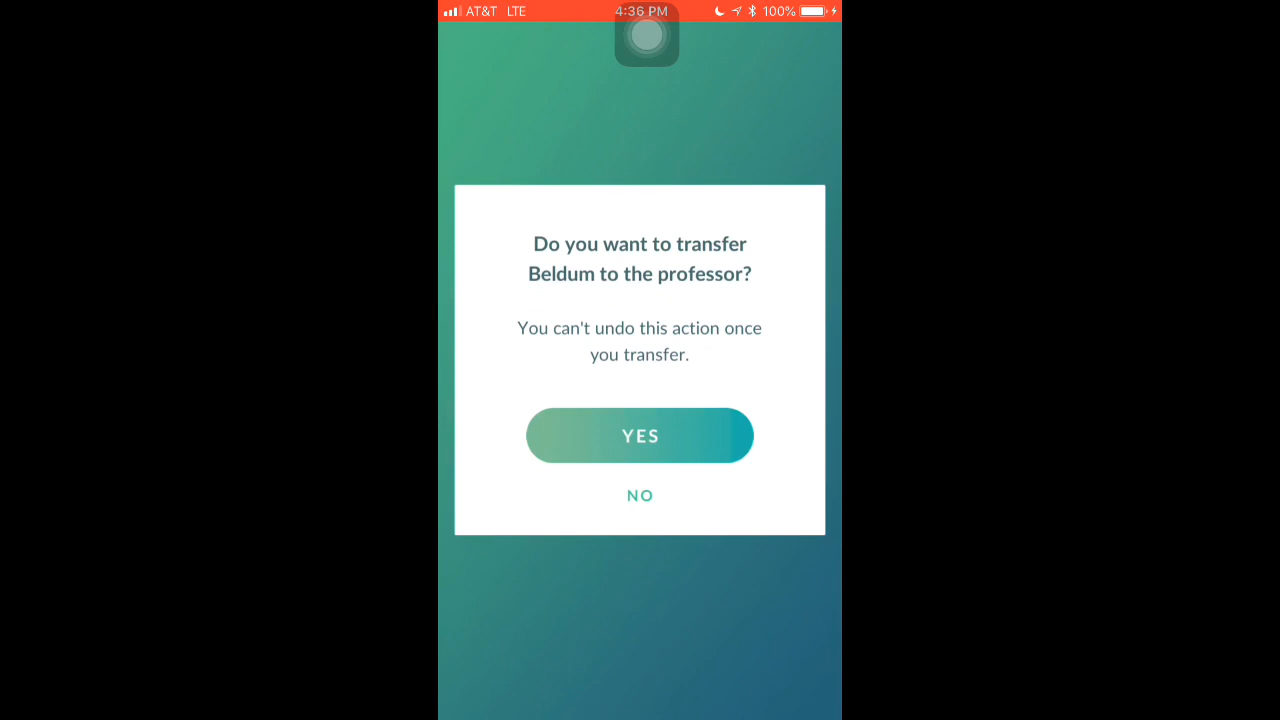 AT&T LTE 4:36 PM 100%
Do you want to transfer
Beldum to the professor?
You can't undo this action once
you transfer.
YES
NO